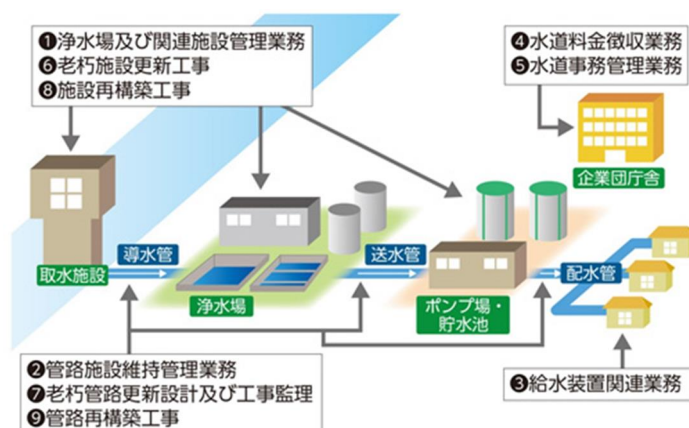 ❶浄水場及び関連施設管理業務
❻老朽施設更新工事
❽施設再構築工事
❹水道料金徴収業務
❺水道事務管理業務
企業団庁舎
取水施設
導水管
浄水場
送水管
ポンプ場・
貯水池
配水管
❷管路施設維持管理業務
❼老朽管路更新設計及び工事監理
❾管路再構築工事
❸給水装置関連業務